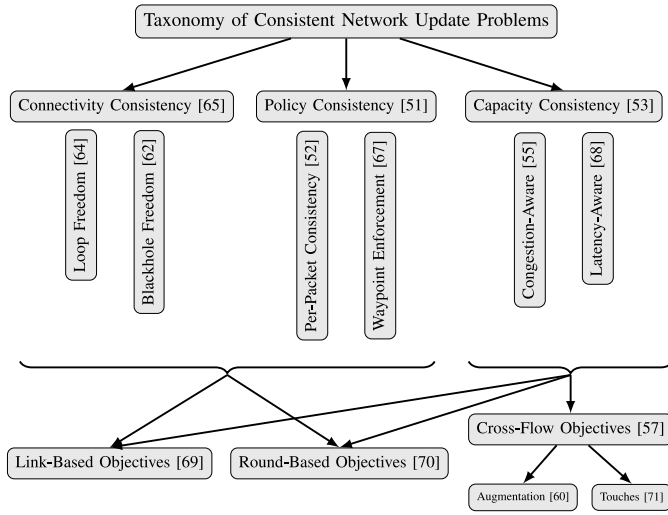 Taxonomy of Consistent Network Update Problems
Connectivity Consistency [65]
Policy Consistency [51]
Capacity Consistency [53]
Loop Freedom [64]
Blackhole Freedom [62]
Per-Packet Consistency [52]
Waypoint Enforcement [67]
Congestion-Aware [55]
Latency-Aware [68]
Cross-Flow Objectives [57]
Link-Based Objectives [69]
Round-Based Objectives [70]
Augmentation [60]
Touches [71]